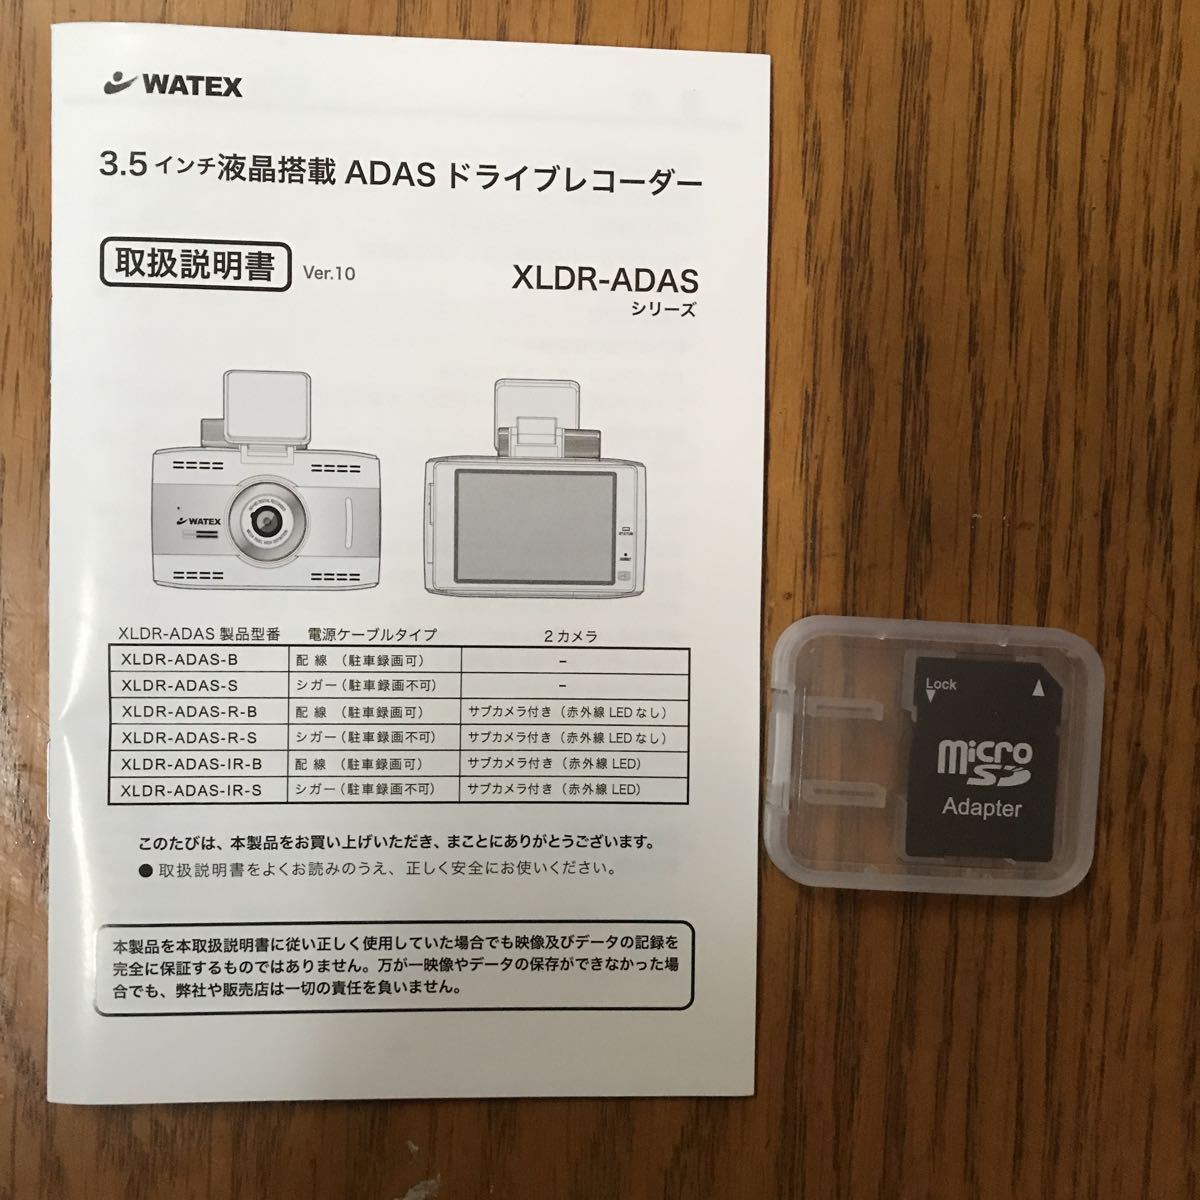 WATEX
3.5インチ液晶搭載 ADAS ドライブレコーダー
取扱説明書 Ver.10
XLDR-ADAS
シリーズ
WATEX
XLDR-ADAS 製品型番 電源ケーブルタイプ 2カメラ
XLDR-ADAS-B 配線 (駐車録画可) −
XLDR-ADAS-S シガー(駐車録画不可) −
XLDR-ADAS-R-B 配線 (駐車録画可) サブカメラ付き(赤外線LEDなし)
XLDR-ADAS-R-S シガー(駐車録画不可) サブカメラ付き(赤外線LEDなし)
XLDR-ADAS-IR-B 配線 (駐車録画可) サブカメラ付き(赤外線LED)
XLDR-ADAS-IR-S シガー(駐車録画不可) サブカメラ付き(赤外線LED)
このたびは、本製品をお買い上げいただき、まことにありがとうございます。
●取扱説明書をよくお読みのうえ、正しく安全にお使いください。
本製品を本取扱説明書に従い正しく使用していた場合でも映像及びデータの記録を
完全に保証するものではありません。万が一映像やデータの保存ができなかった場
合でも、弊社や販売店は一切の責任を負いません。
Lock
micro
SD
Adapter